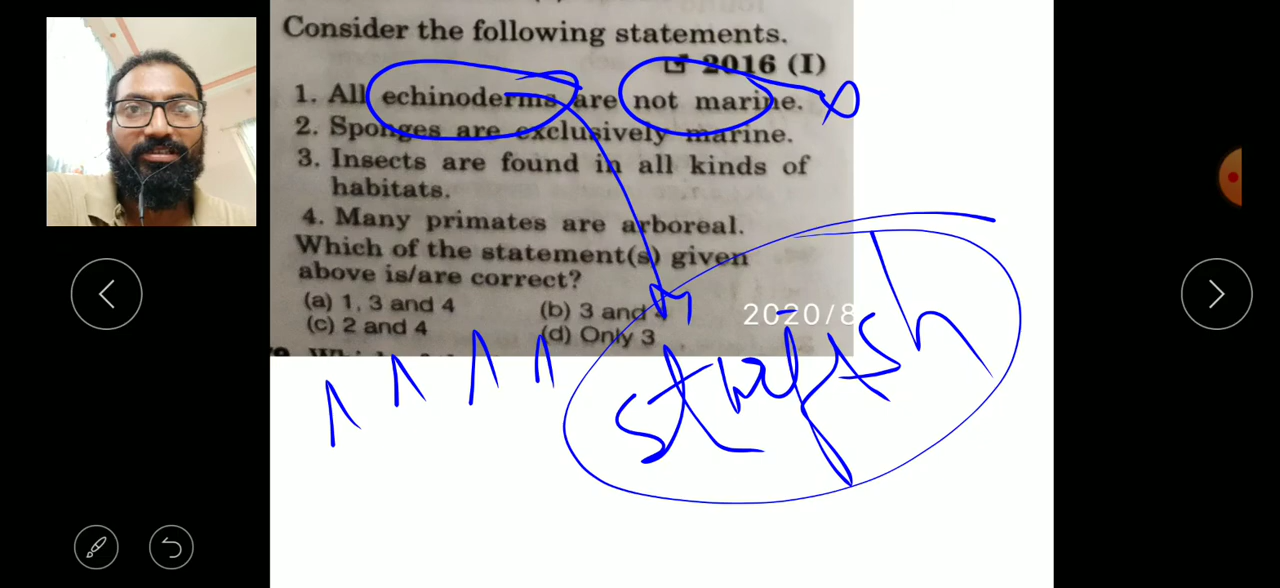 Consider the following statements.
2016 (I)
1. All echinoderms are not marine.
2. Sponges are exclusively marine.
3. Insects are found in all kinds of
habitats.
4. Many primates are arboreal.
Which of the statement(s) given
above is/are correct?
(a) 1, 3 and 4 (b) 3 and 4
(c) 2 and 4 (d) Only 3
2020/8
starfish